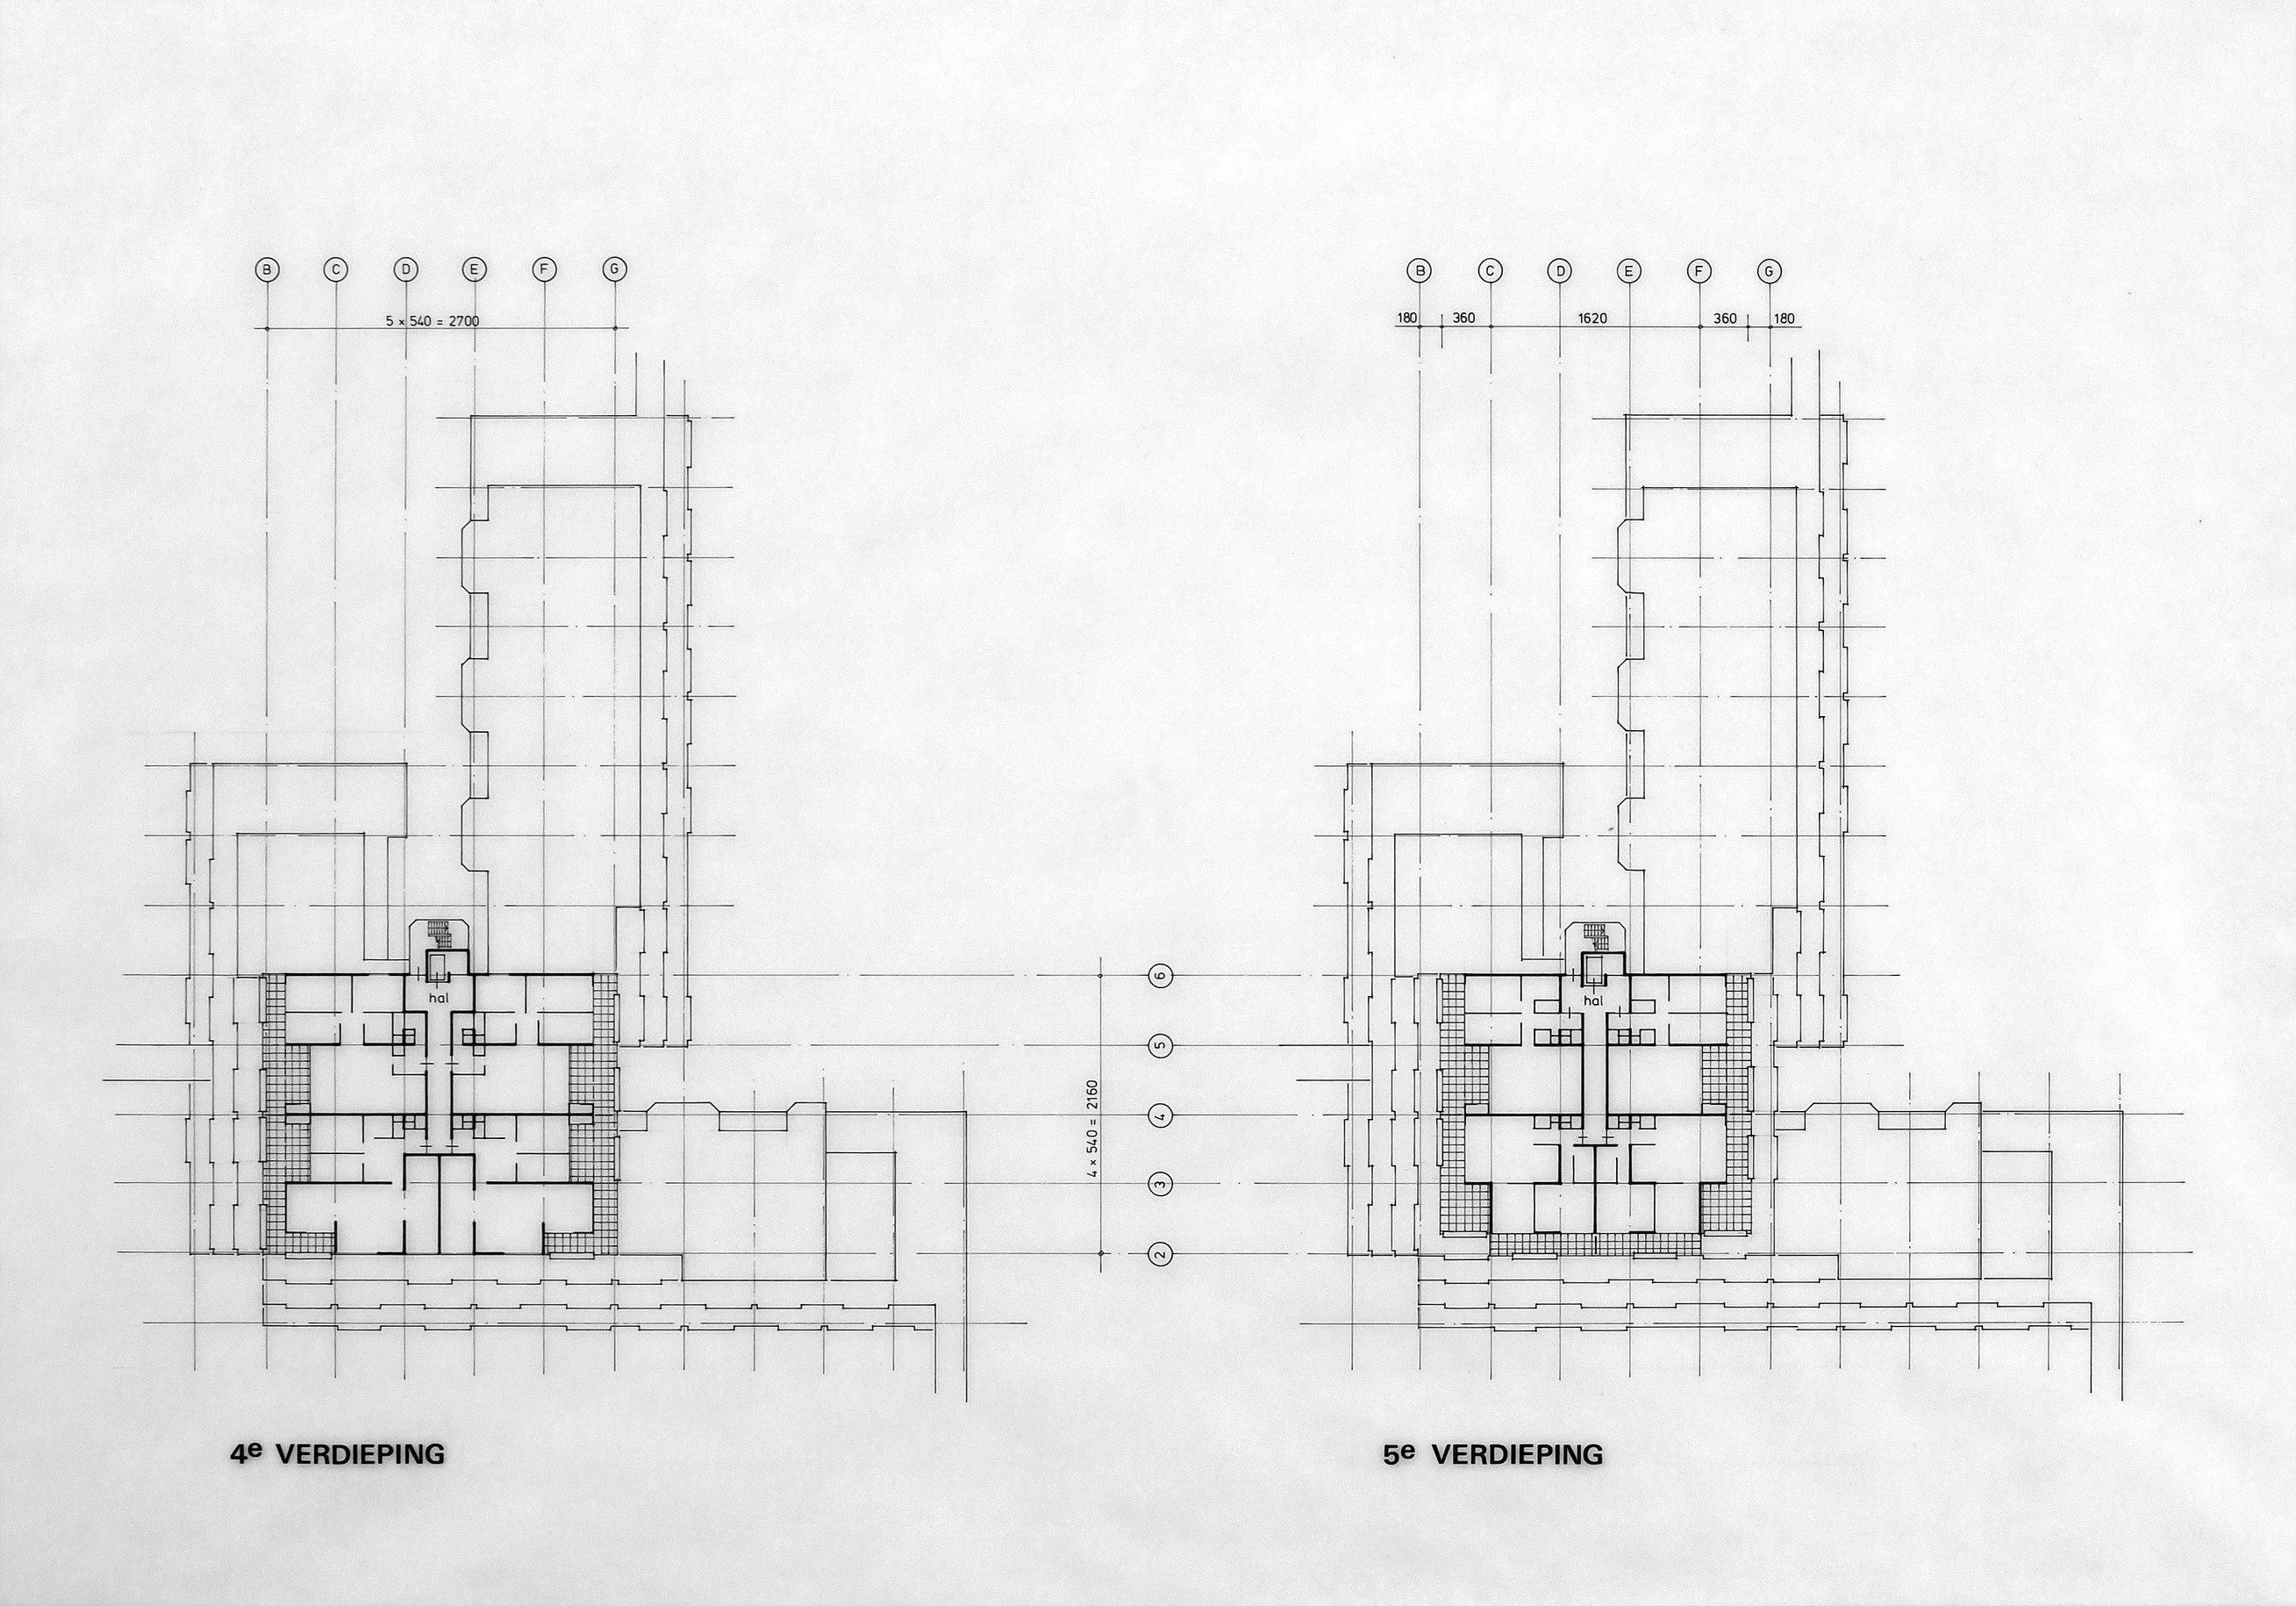 B C D E F G
5 × 540 = 2700
B C D E F G
180 360 1620 360 180
hal
hal
6
5
4
3
2
4 × 540 = 2160
4e VERDIEPING
5e VERDIEPING